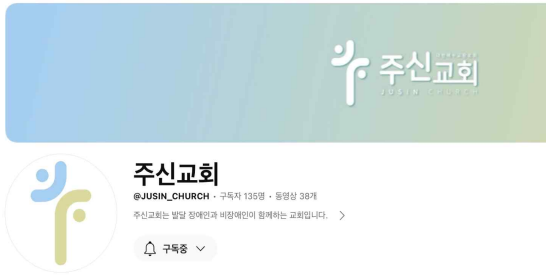 주신교회
JUSIN CHURCH
주신교회
@JUSIN_CHURCH • 구독자 135명 • 동영상 38개
주신교회는 발달 장애인과 비장애인이 함께하는 교회입니다.
구독중